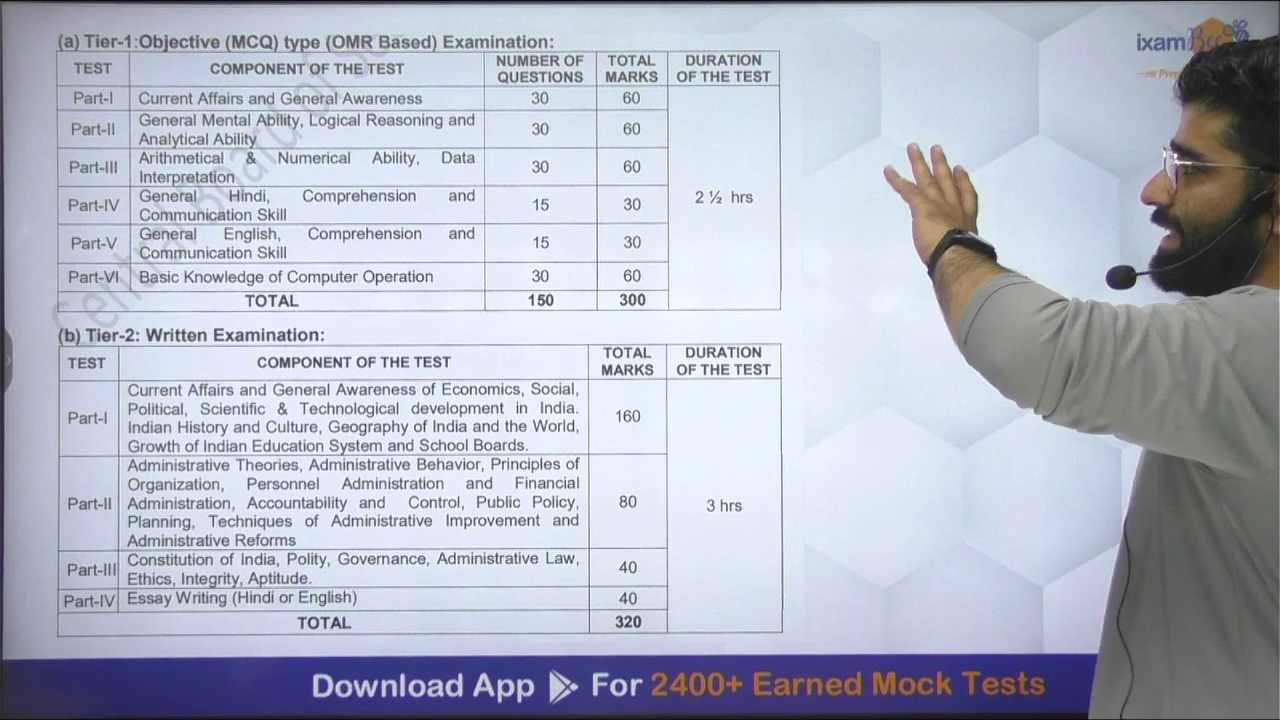 (a) Tier-1:Objective (MCQ) type (OMR Based) Examination:
TEST COMPONENT OF THE TEST NUMBER OF QUESTIONS TOTAL MARKS DURATION OF THE TEST
Part-I Current Affairs and General Awareness 30 60
Part-II General Mental Ability, Logical Reasoning and
Analytical Ability 30 60
Part-III Arithmetical & Numerical Ability, Data
Interpretation 30 60
Part-IV General Hindi, Comprehension and
Communication Skill 15 30
2 ½ hrs
Part-V General English, Comprehension and
Communication Skill 15 30
Part-VI Basic Knowledge of Computer Operation 30 60
TOTAL 150 300
(b) Tier-2: Written Examination:
TEST COMPONENT OF THE TEST TOTAL MARKS DURATION OF THE TEST
Part-I Current Affairs and General Awareness of Economics, Social,
Political, Scientific & Technological development in India.
Indian History and Culture, Geography of India and the World,
Growth of Indian Education System and School Boards. 160
Part-II Administrative Theories, Administrative Behavior, Principles of
Organization, Personnel Administration and Financial
Administration, Accountability and Control, Public Policy,
Planning, Techniques of Administrative Improvement and
Administrative Reforms 80
3 hrs
Part-III Constitution of India, Polity, Governance, Administrative Law,
Ethics, Integrity, Aptitude. 40
Part-IV Essay Writing (Hindi or English) 40
TOTAL 320
Central Board of
ixamBee
Download App For 2400+ Earned Mock Tests